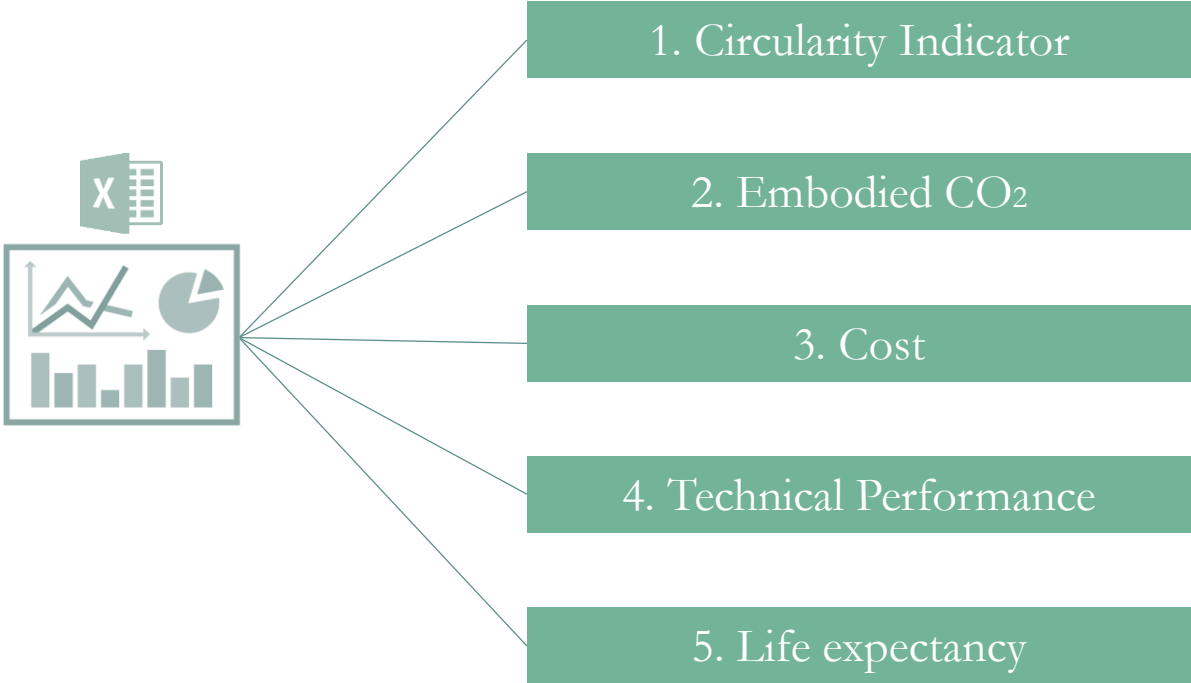 X
1. Circularity Indicator
2. Embodied CO2
3. Cost
4. Technical Performance
5. Life expectancy